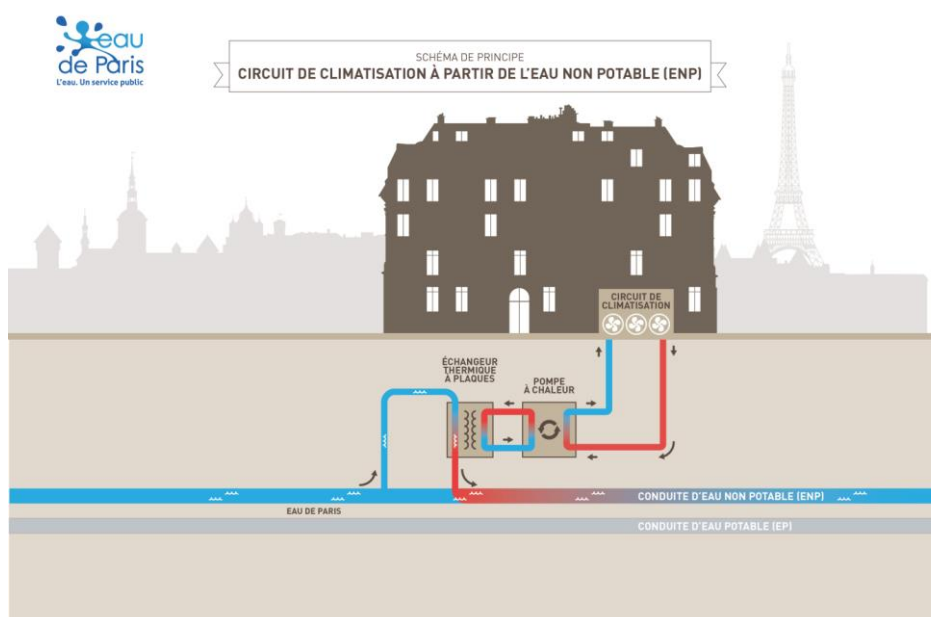 eau
de Paris
L'eau. Un service public
SCHÉMA DE PRINCIPE
CIRCUIT DE CLIMATISATION À PARTIR DE L'EAU NON POTABLE (ENP)
CIRCUIT DE
CLIMATISATION
ÉCHANGEUR
THERMIQUE
À PLAQUES
POMPE
À CHALEUR
CONDUITE D'EAU NON POTABLE (ENP)
EAU DE PARIS
CONDUITE D'EAU POTABLE (EP)